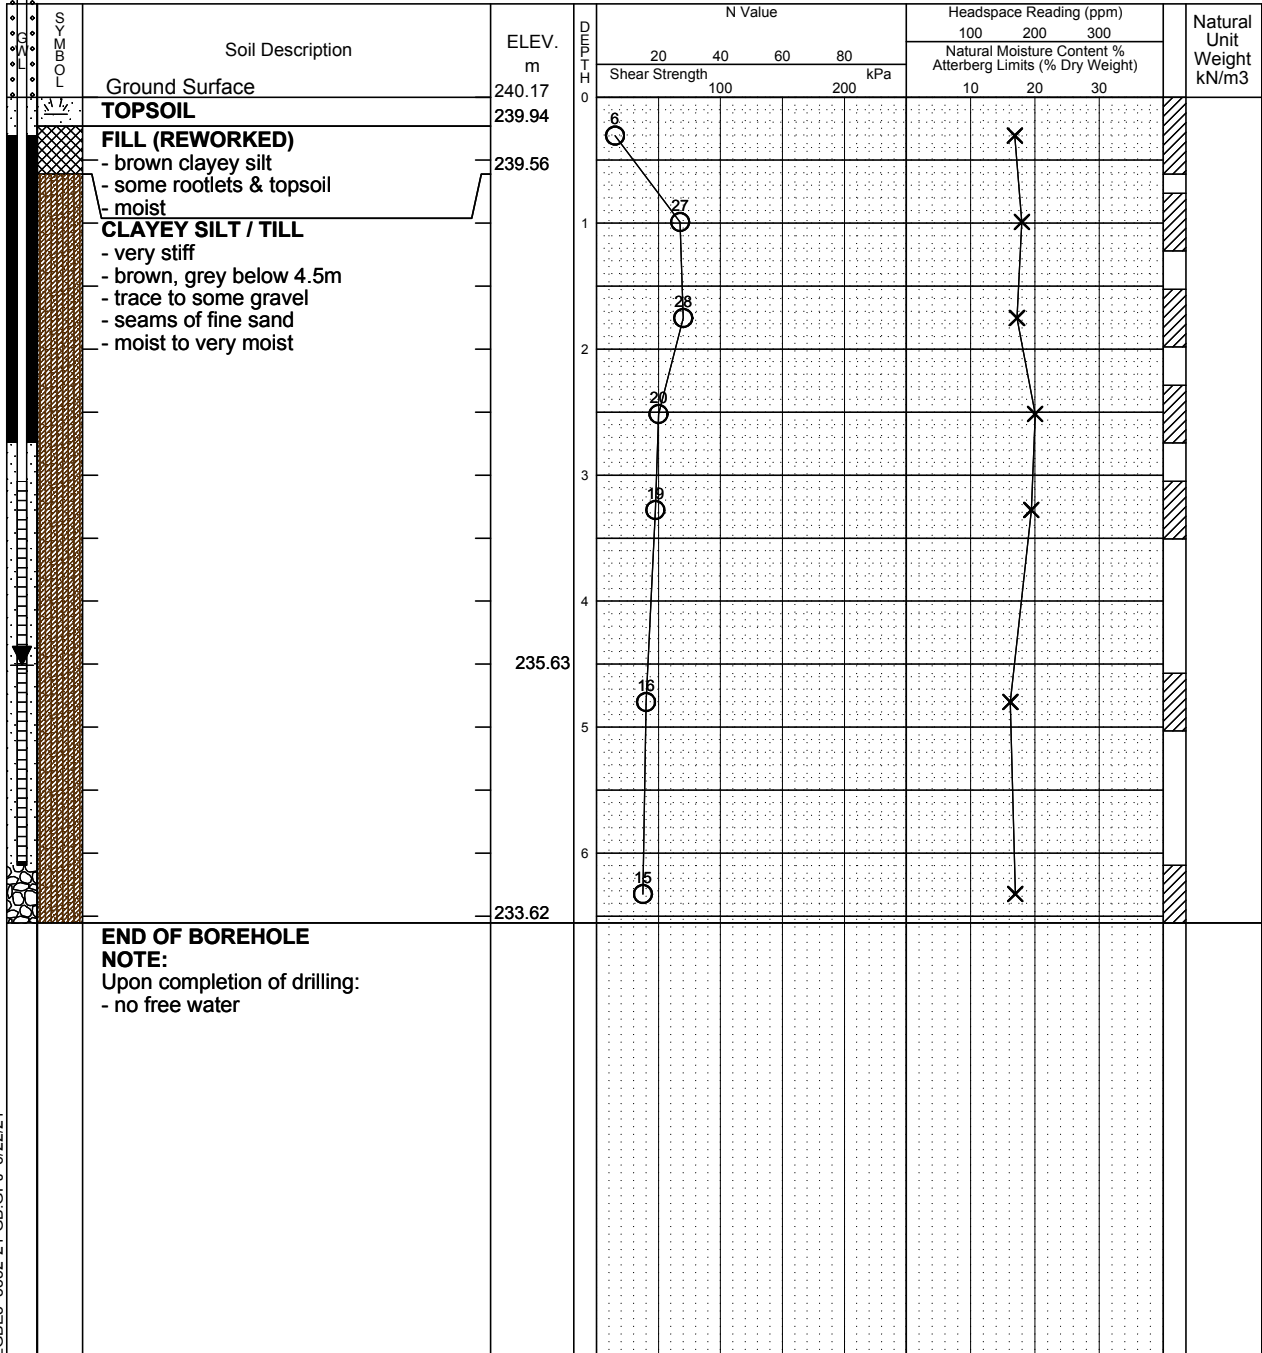 GWL
SYMBOL
Soil Description
Ground Surface
ELEV.
m
240.17
DEPTH
N Value
20 40 60 80
Shear Strength kPa
100 200
Headspace Reading (ppm)
100 200 300
Natural Moisture Content %
Atterberg Limits (% Dry Weight)
10 20 30
Natural
Unit
Weight
kN/m3
0
TOPSOIL
239.94
FILL (REWORKED)
- brown clayey silt
239.56
- some rootlets & topsoil
- moist
CLAYEY SILT / TILL
- very stiff
- brown, grey below 4.5m
- trace to some gravel
- seams of fine sand
- moist to very moist
6
27
1
28
2
20
3
19
4
235.63
16
5
6
15
233.62
END OF BOREHOLE
NOTE:
Upon completion of drilling:
- no free water